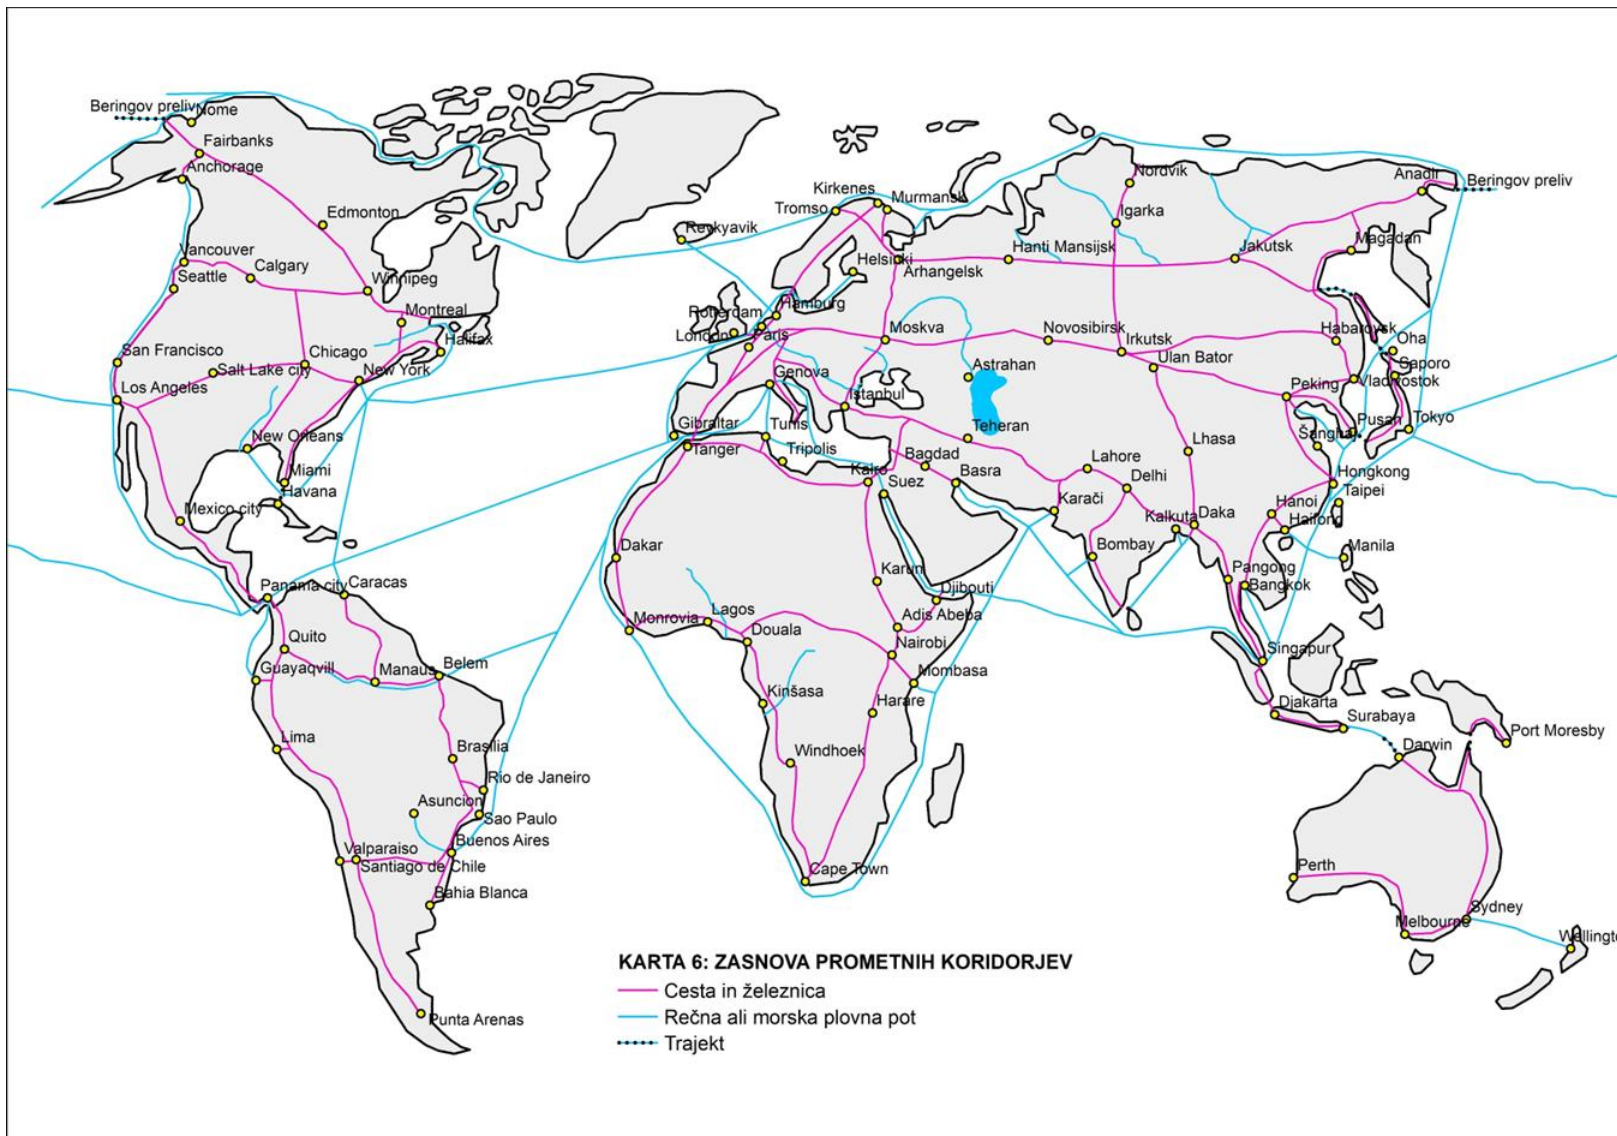 Beringov preliv
Nome
Fairbanks
Anchorage
Edmonton
Vancouver
Calgary
Seattle
Winnipeg
Montreal
Halifax
San Francisco
Salt Lake city
Chicago
New York
Los Angeles
New Orleans
Miami
Havana
Mexico city
Panama city
Caracas
Quito
Guayaqvill
Manaus
Belem
Lima
Brasilia
Rio de Janeiro
Asuncion
Sao Paulo
Buenos Aires
Valparaiso
Santiago de Chile
Bahia Blanca
Punta Arenas
Reykyavik
Kirkenes
Murmansk
Tromso
Helsinki
Arhangelsk
Hanti Mansijsk
Nordvik
Igarka
Jakutsk
Anadir
Beringov preliv
Magadan
Rotterdam
Hamburg
London
Paris
Moskva
Novosibirsk
Irkutsk
Ulan Bator
Habarovsk
Oha
Saporo
Vladivostok
Peking
Genova
Istanbul
Astrahan
Gibraltar
Tunis
Tanger
Tripolis
Teheran
Bagdad
Basra
Kairo
Suez
Lahore
Delhi
Karači
Lhasa
Pusan
Tokyo
Šanghaj
Hongkong
Taipei
Hanoi
Haifong
Daka
Kalkuta
Bombay
Manila
Pangong
Bangkok
Dakar
Karun
Djibouti
Adis Abeba
Monrovia
Lagos
Douala
Nairobi
Mombasa
Kinšasa
Harare
Windhoek
Cape Town
Singapur
Djakarta
Surabaya
Darwin
Port Moresby
Perth
Melbourne
Sydney
Wellingto
KARTA 6: ZASNOVA PROMETNIH KORIDORJEV
Cesta in železnica
Rečna ali morska plovna pot
Trajekt